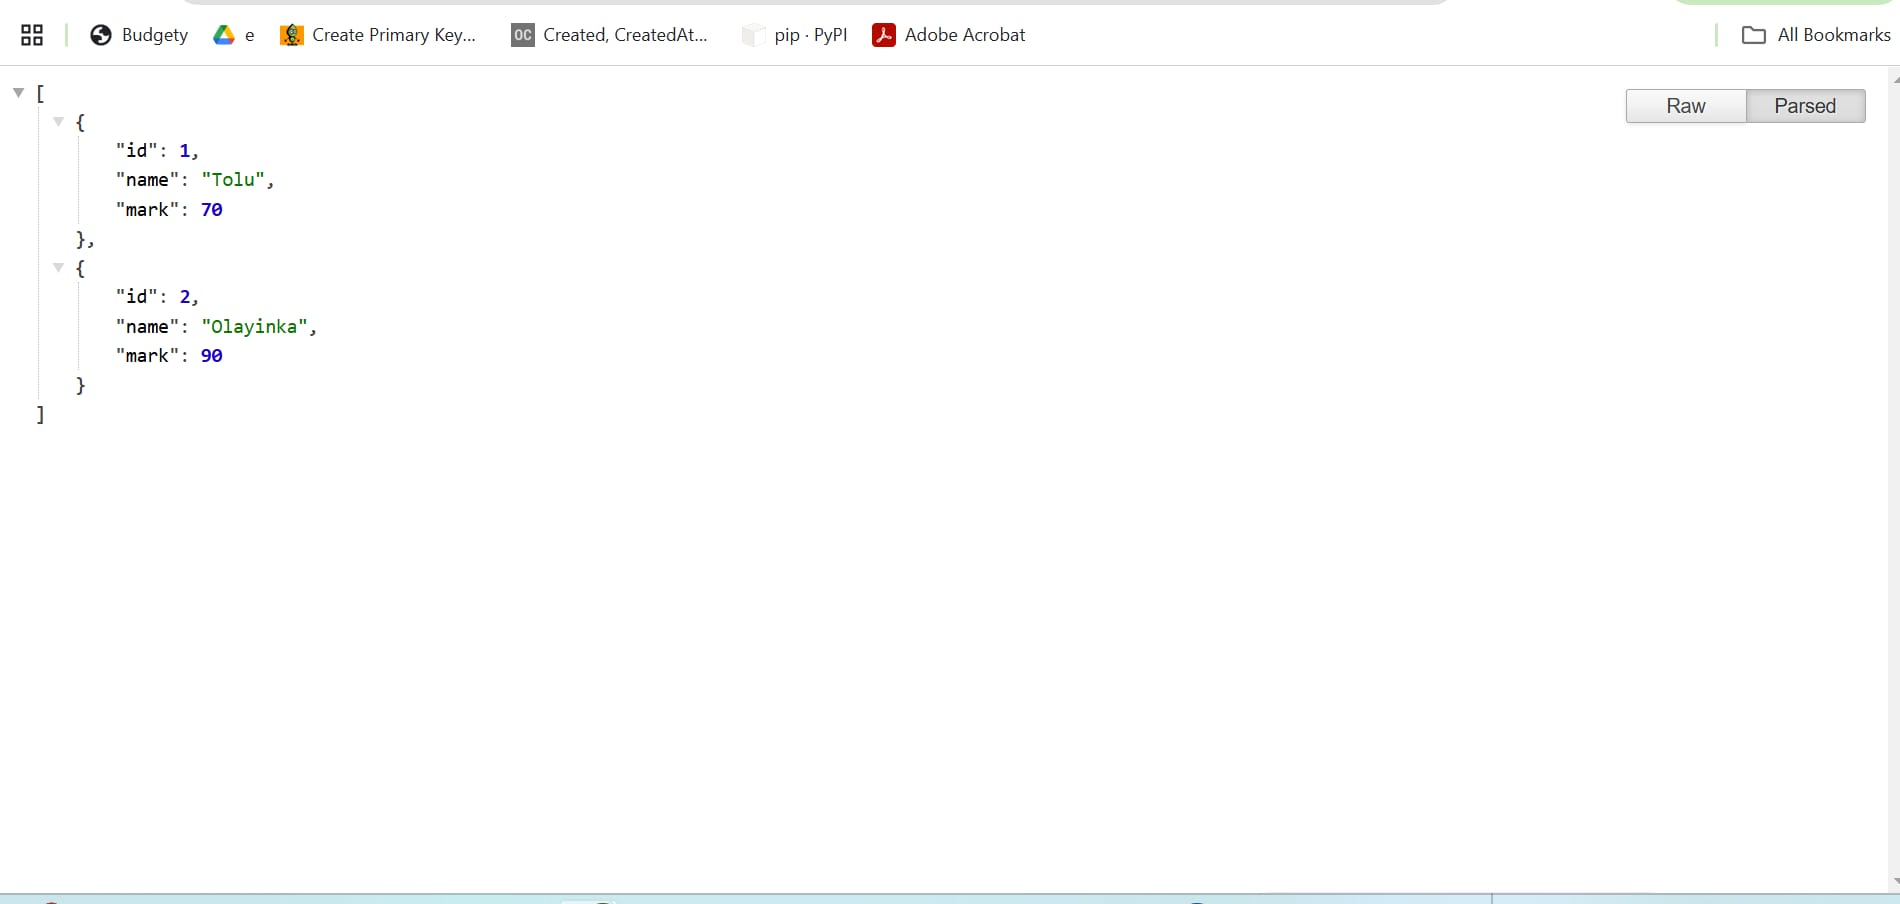 Budgety e Create Primary Key... OC Created, CreatedAt... pip · PyPI Adobe Acrobat All Bookmarks
[
Raw Parsed
{
"id": 1,
"name": "Tolu",
"mark": 70
},
{
"id": 2,
"name": "Olayinka",
"mark": 90
}
]